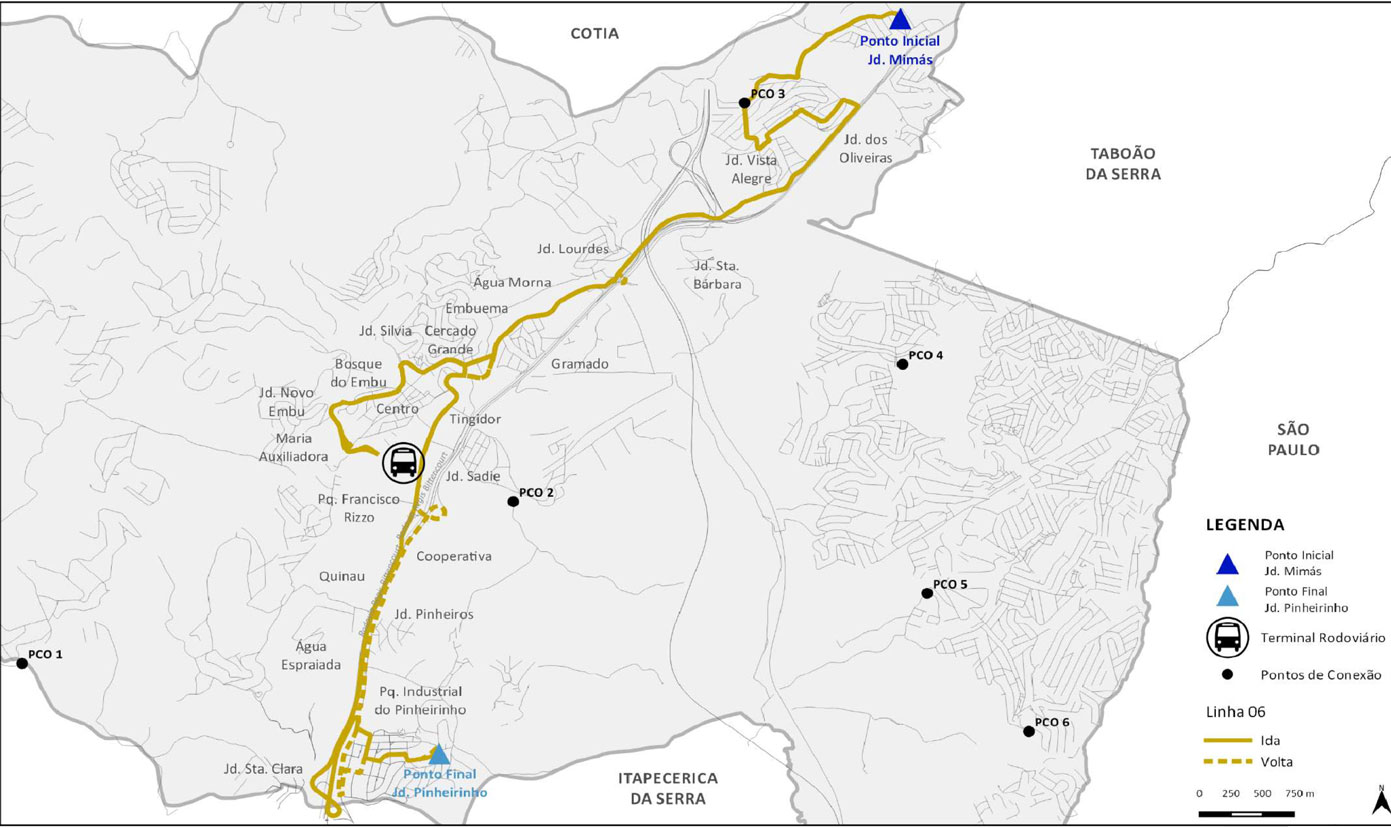 COTIA
Ponto Inicial
Jd. Mimás
PCO 3
Jd. dos
Oliveiras
Jd. Vista
Alegre
TABOÃO
DA SERRA
Jd. Lourdes
Jd. Sta.
Bárbara
Água Morna
Embuema
Jd. Silvia
Cercado
Grande
PCO 4
Bosque
do Embu
Gramado
Jd. Novo
Embu
Centro
Tingidor
SÃO
PAULO
Maria
Auxiliadora
Jd. Sadie
PCO 2
Pq. Francisco
Rizzo
Bittencourt
Cooperativa
Quinau
PCO 5
Jd. Pinheiros
Água
Espraiada
PCO 1
Pq. Industrial
do Pinheirinho
PCO 6
Jd. Sta. Clara
Ponto Final
Jd. Pinheirinho
ITAPECERICA
DA SERRA
LEGENDA
Ponto Inicial
Jd. Mimás
Ponto Final
Jd. Pinheirinho
Terminal Rodoviário
Pontos de Conexão
Linha 06
Ida
Volta
0 250 500 750 m
N